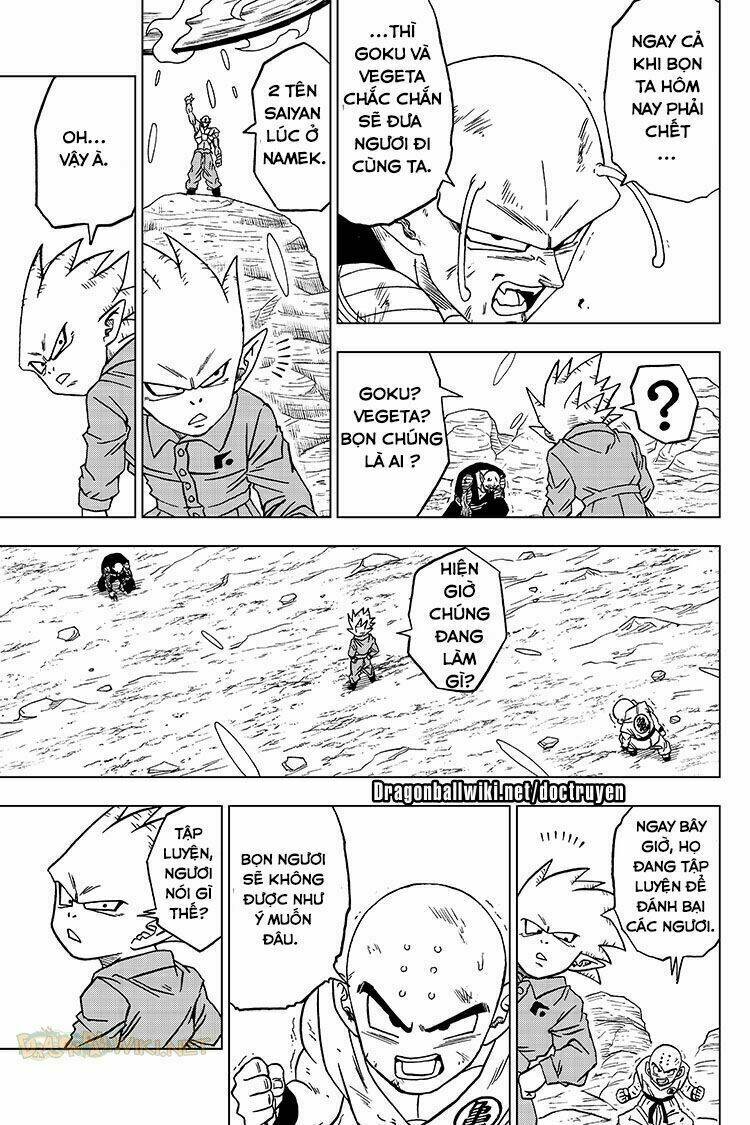 NGAY CẢ
KHI BỌN
TA HÔM
NAY PHẢI
CHẾT
...
...THÌ
GOKU VÀ
VEGETA
CHẮC CHẮN
SẼ ĐƯA
NGƯƠI ĐI
CÙNG TA.
2 TÊN
SAIYAN
LÚC Ở
NAMEK.
OH...
VẬY À.
?
GOKU?
VEGETA?
BỌN CHÚNG
LÀ AI ?
HIỆN
GIỜ
CHÚNG
ĐANG
LÀM
GÌ?
Dragonballwiki.net/doctruyen
NGAY BÂY
GIỜ, HỌ
ĐANG TẬP
LUYỆN ĐỂ
ĐÁNH BẠI
CÁC NGƯƠI.
BỌN NGƯƠI
SẼ KHÔNG
ĐƯỢC NHƯ
Ý MUỐN
ĐÂU.
亀
TẬP
LUYỆN,
NGƯƠI
NÓI GÌ
THẾ?